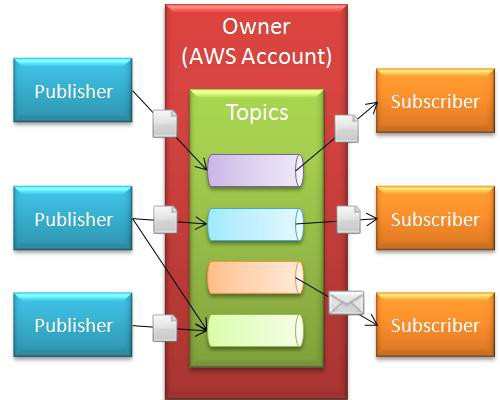 Owner
(AWS Account)
Topics
Publisher
Publisher
Publisher
Subscriber
Subscriber
Subscriber